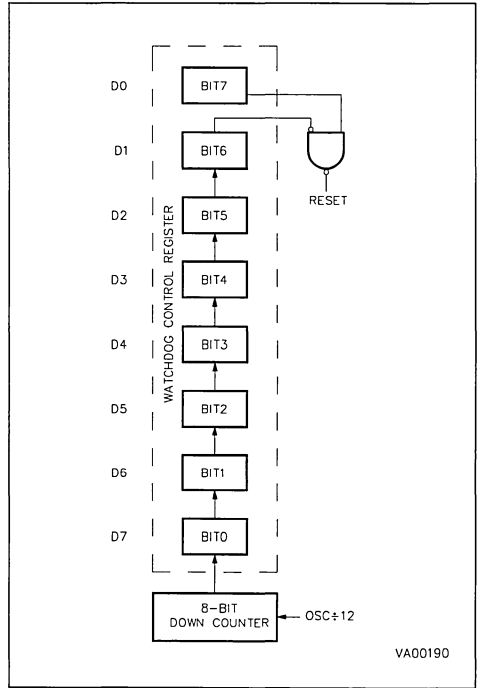 D0 BIT7
D1 BIT6
RESET
D2 BIT5
D3 BIT4
D4 BIT3
D5 BIT2
D6 BIT1
D7 BIT0
WATCHDOG CONTROL REGISTER
8-BIT
DOWN COUNTER
OSC÷12
VA00190